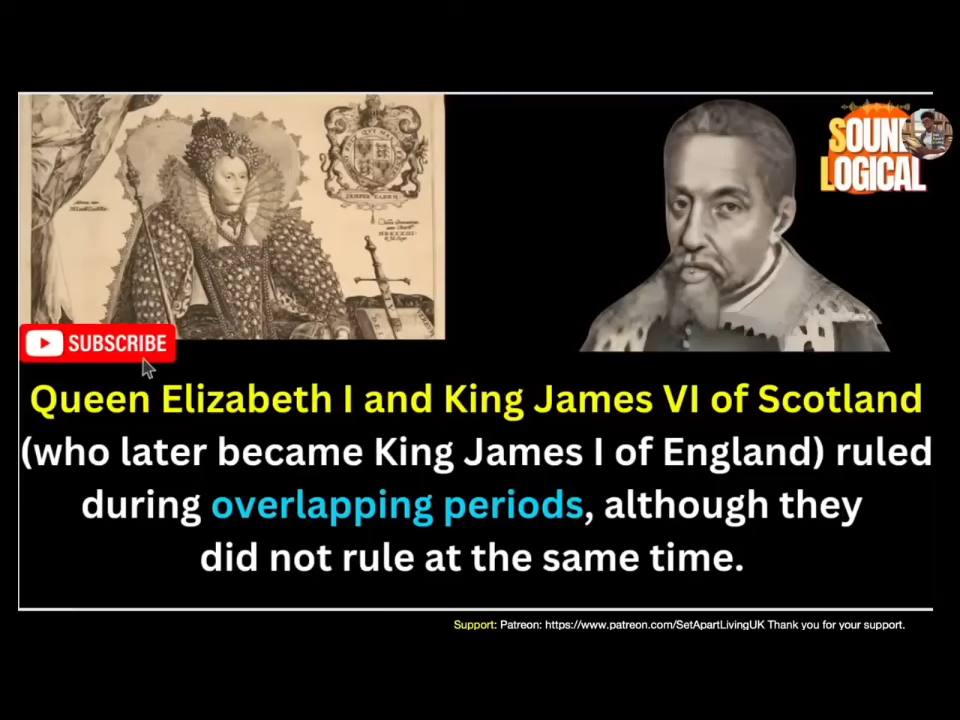 SEMPER EADEM
SOUND
LOGICAL
SUBSCRIBE
Queen Elizabeth I and King James VI of Scotland
(who later became King James I of England) ruled
during overlapping periods, although they
did not rule at the same time.
Support: Patreon: https://www.patreon.com/SetApartLivingUK Thank you for your support.